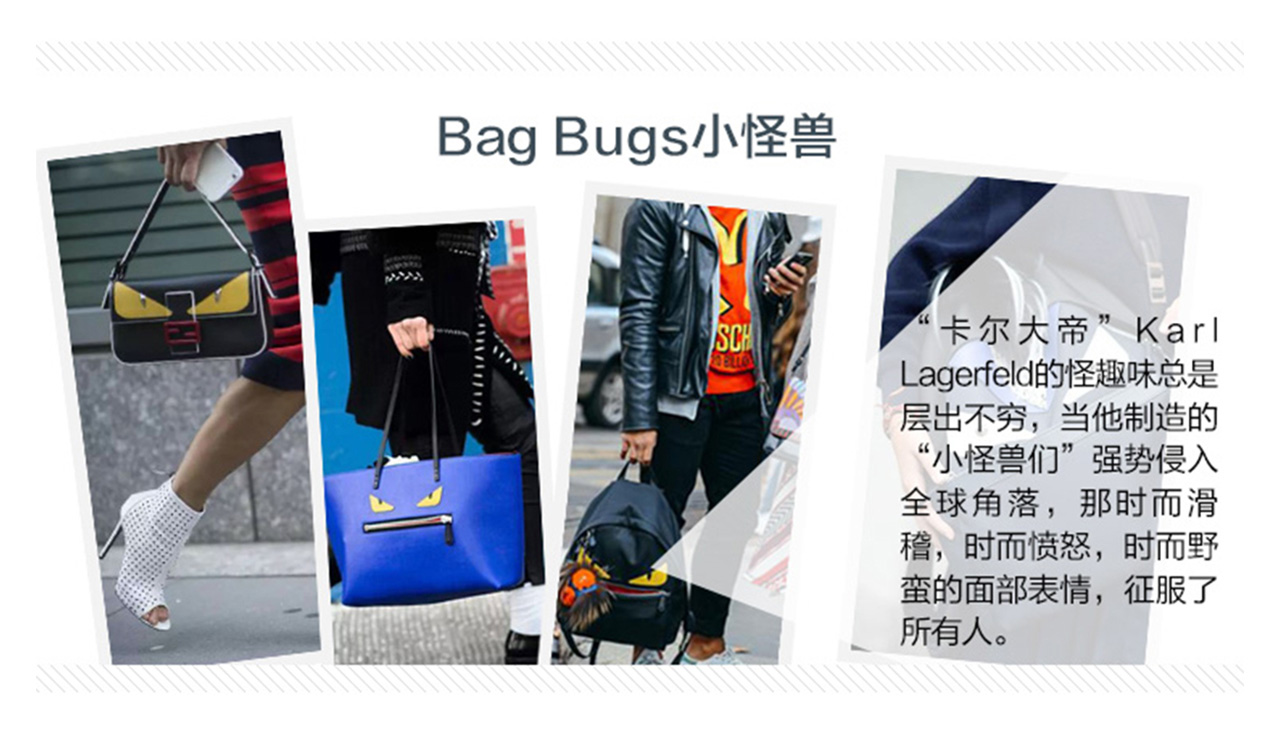 Bag Bugs小怪兽
“卡尔大帝”Karl
Lagerfeld的怪趣味总是
层出不穷，当他制造的
“小怪兽们”强势侵入
全球角落，那时而滑
稽，时而愤怒，时而野
蛮的面部表情，征服了
所有人。
SCH